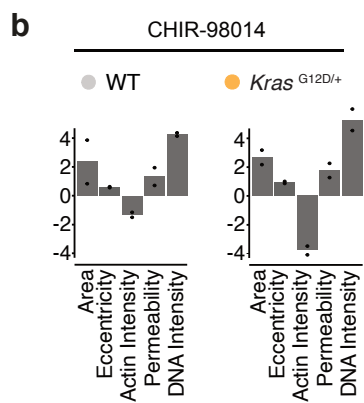 b
CHIR-98014
WT
Kras G12D/+
4
2
0
-2
-4
Area
Eccentricity
Actin Intensity
Permeability
DNA Intensity
4
2
0
-2
-4
Area
Eccentricity
Actin Intensity
Permeability
DNA Intensity